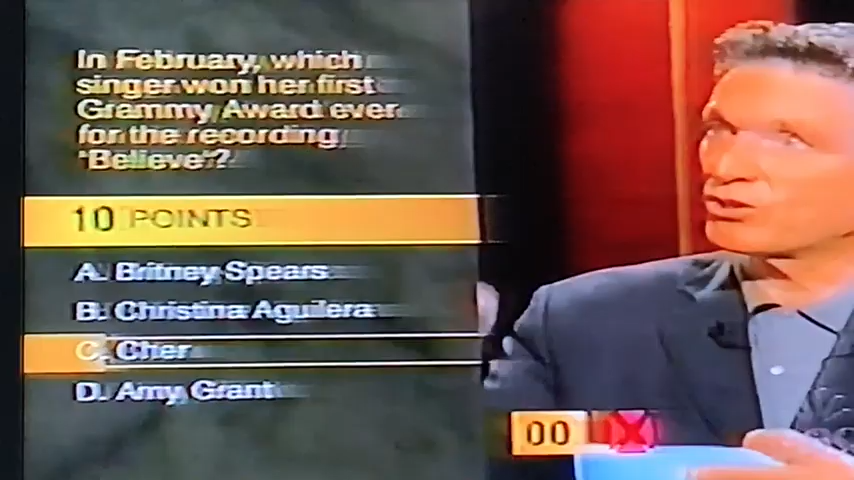 In February, which
singer won her first
Grammy Award ever
for the recording
"Believe"?
10 POINTS
A. Britney Spears
B. Christina Aguilera
C. Cher
D. Amy Grant
00 X